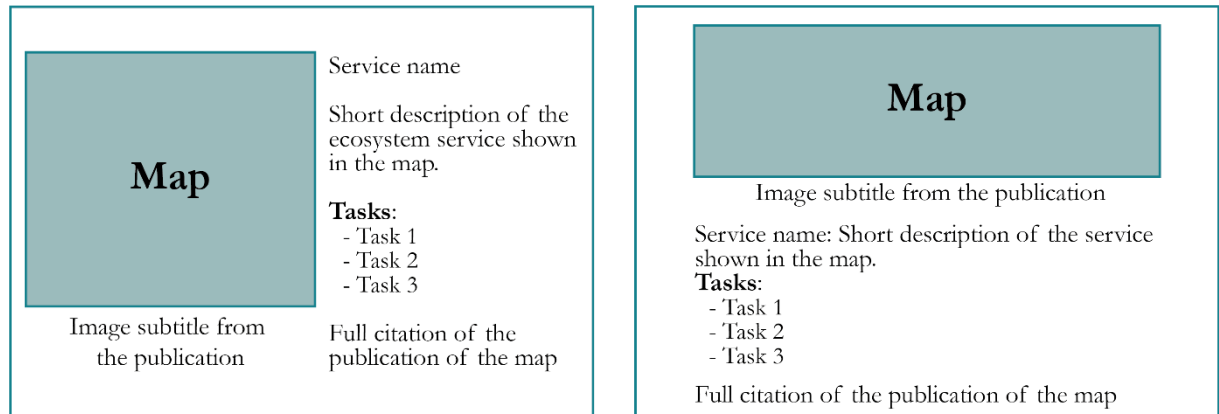 Map
Image subtitle from
the publication
Service name
Short description of the
ecosystem service shown
in the map.
Tasks:
- Task 1
- Task 2
- Task 3
Full citation of the
publication of the map
Map
Image subtitle from the publication
Service name: Short description of the service
shown in the map.
Tasks:
- Task 1
- Task 2
- Task 3
Full citation of the publication of the map